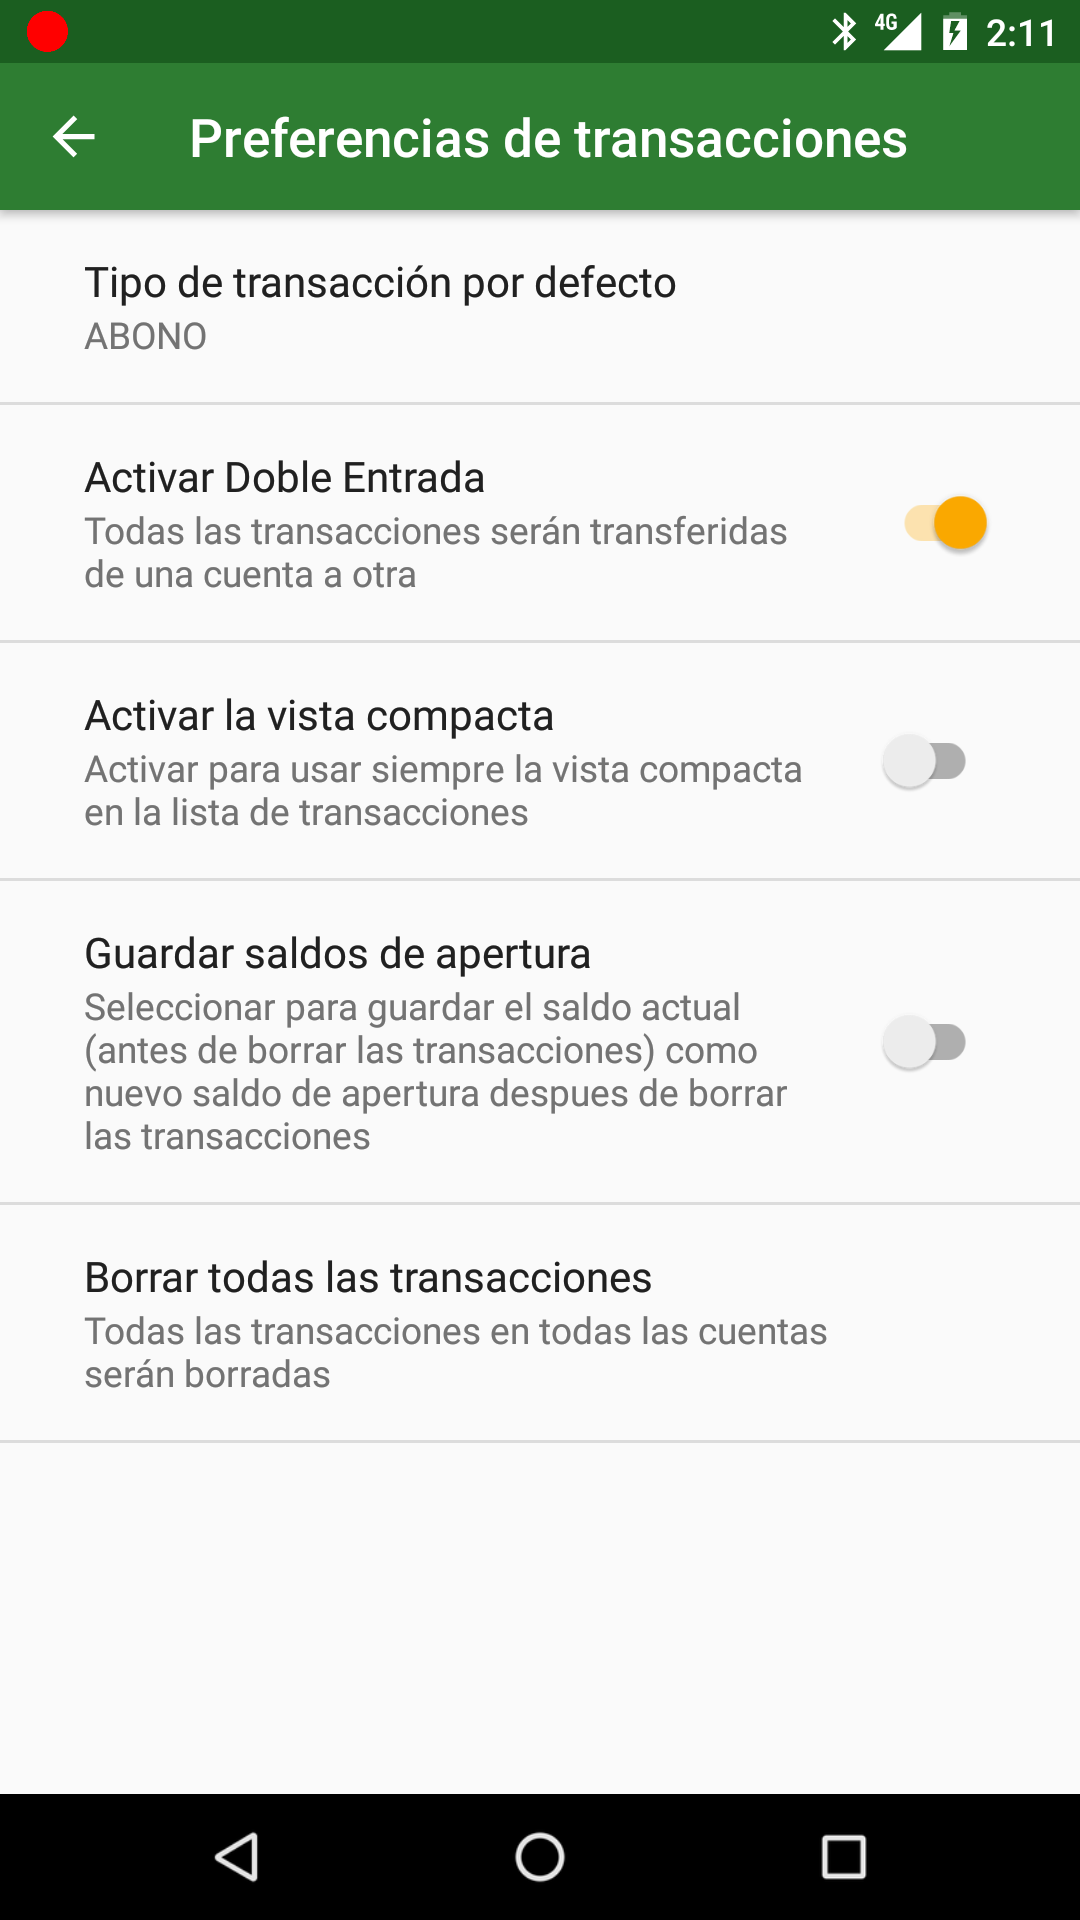 4G 2:11
Preferencias de transacciones
Tipo de transacción por defecto
ABONO
Activar Doble Entrada
Todas las transacciones serán transferidas
de una cuenta a otra
Activar la vista compacta
Activar para usar siempre la vista compacta
en la lista de transacciones
Guardar saldos de apertura
Seleccionar para guardar el saldo actual
(antes de borrar las transacciones) como
nuevo saldo de apertura despues de borrar
las transacciones
Borrar todas las transacciones
Todas las transacciones en todas las cuentas
serán borradas